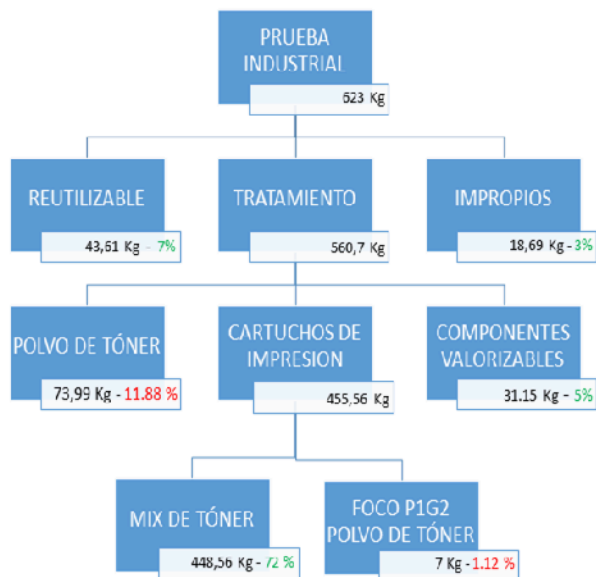 PRUEBA
INDUSTRIAL
623 Kg
REUTILIZABLE
43,61 Kg - 7%
TRATAMIENTO
560,7 Kg
IMPROPIOS
18,69 Kg - 3%
POLVO DE TÓNER
73,99 Kg - 11.88 %
CARTUCHOS DE
IMPRESION
455,56 Kg
COMPONENTES
VALORIZABLES
31.15 Kg - 5%
MIX DE TÓNER
448,56 Kg - 72 %
FOCO P1G2
POLVO DE TÓNER
7 Kg - 1.12 %